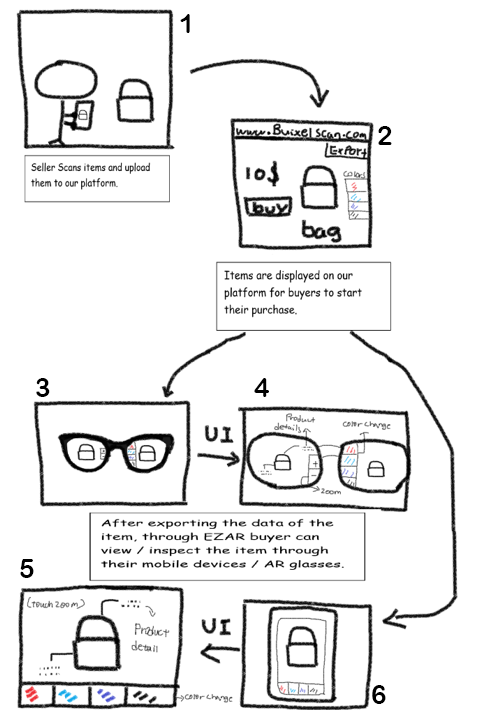 1
Seller Scans items and upload
them to our platform.
2
www.Buixelscan.com
Export
10$
colors
buy
bag
Items are displayed on our
platform for buyers to start
their purchase.
3
4
UI
Product
details
color charge
+
-
zoom
After exporting the data of the
item, through EZAR buyer can
view / inspect the item through
their mobile devices / AR glasses.
5
(touch zoom)
Product
detail
color charge
UI
6